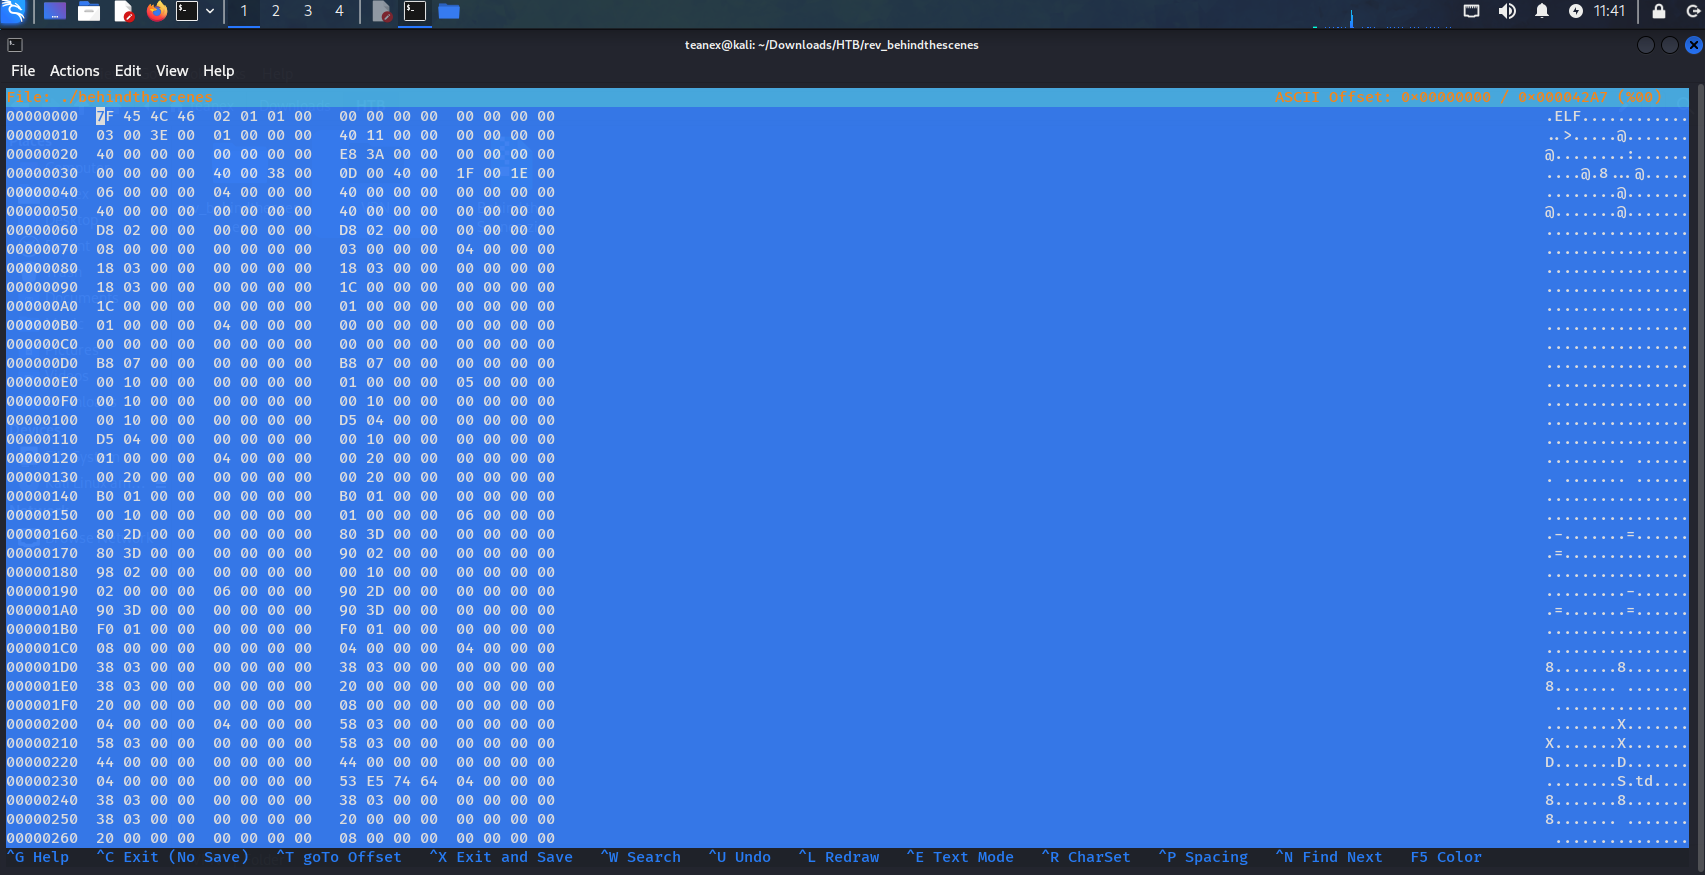 1 2 3 4 11:41
teanex@kali: ~/Downloads/HTB/rev_behindthescenes
File Actions Edit View Help
File: ./behindthescenes ASCII Offset: 0x00000000 / 0x000042A7 (%00)
00000000 7F 45 4C 46 02 01 01 00 00 00 00 00 00 00 00 00 .ELF............
00000010 03 00 3E 00 01 00 00 00 40 11 00 00 00 00 00 00 ..>.....@.......
00000020 40 00 00 00 00 00 00 00 E8 3A 00 00 00 00 00 00 @........:......
00000030 00 00 00 00 40 00 38 00 0D 00 40 00 1F 00 1E 00 ....@.8...@.....
00000040 06 00 00 00 04 00 00 00 40 00 00 00 00 00 00 00 ........@.......
00000050 40 00 00 00 00 00 00 00 40 00 00 00 00 00 00 00 @.......@.......
00000060 D8 02 00 00 00 00 00 00 D8 02 00 00 00 00 00 00 ................
00000070 08 00 00 00 00 00 00 00 03 00 00 00 04 00 00 00 ................
00000080 18 03 00 00 00 00 00 00 18 03 00 00 00 00 00 00 ................
00000090 18 03 00 00 00 00 00 00 1C 00 00 00 00 00 00 00 ................
000000A0 1C 00 00 00 00 00 00 00 01 00 00 00 00 00 00 00 ................
000000B0 01 00 00 00 04 00 00 00 00 00 00 00 00 00 00 00 ................
000000C0 00 00 00 00 00 00 00 00 00 00 00 00 00 00 00 00 ................
000000D0 B8 07 00 00 00 00 00 00 B8 07 00 00 00 00 00 00 ................
000000E0 00 10 00 00 00 00 00 00 01 00 00 00 05 00 00 00 ................
000000F0 00 10 00 00 00 00 00 00 00 10 00 00 00 00 00 00 ................
00000100 00 10 00 00 00 00 00 00 D5 04 00 00 00 00 00 00 ................
00000110 D5 04 00 00 00 00 00 00 00 10 00 00 00 00 00 00 ................
00000120 01 00 00 00 04 00 00 00 00 20 00 00 00 00 00 00 ......... ......
00000130 00 20 00 00 00 00 00 00 00 20 00 00 00 00 00 00 . ....... ......
00000140 B0 01 00 00 00 00 00 00 B0 01 00 00 00 00 00 00 ................
00000150 00 10 00 00 00 00 00 00 01 00 00 00 06 00 00 00 ................
00000160 80 2D 00 00 00 00 00 00 80 3D 00 00 00 00 00 00 .-.......=......
00000170 80 3D 00 00 00 00 00 00 90 02 00 00 00 00 00 00 .=..............
00000180 98 02 00 00 00 00 00 00 00 10 00 00 00 00 00 00 ................
00000190 02 00 00 00 06 00 00 00 90 2D 00 00 00 00 00 00 .........-......
000001A0 90 3D 00 00 00 00 00 00 90 3D 00 00 00 00 00 00 .=.......=......
000001B0 F0 01 00 00 00 00 00 00 F0 01 00 00 00 00 00 00 ................
000001C0 08 00 00 00 00 00 00 00 04 00 00 00 04 00 00 00 ................
000001D0 38 03 00 00 00 00 00 00 38 03 00 00 00 00 00 00 8.......8.......
000001E0 38 03 00 00 00 00 00 00 20 00 00 00 00 00 00 00 8....... .......
000001F0 20 00 00 00 00 00 00 00 08 00 00 00 00 00 00 00 ...............
00000200 04 00 00 00 04 00 00 00 58 03 00 00 00 00 00 00 ........X.......
00000210 58 03 00 00 00 00 00 00 58 03 00 00 00 00 00 00 X.......X.......
00000220 44 00 00 00 00 00 00 00 44 00 00 00 00 00 00 00 D.......D.......
00000230 04 00 00 00 00 00 00 00 53 E5 74 64 04 00 00 00 ........S.td....
00000240 38 03 00 00 00 00 00 00 38 03 00 00 00 00 00 00 8.......8.......
00000250 38 03 00 00 00 00 00 00 20 00 00 00 00 00 00 00 8....... .......
00000260 20 00 00 00 00 00 00 00 08 00 00 00 00 00 00 00 ...............
^G Help ^C Exit (No Save) ^T goTo Offset ^X Exit and Save ^W Search ^U Undo ^L Redraw ^E Text Mode ^R CharSet ^P Spacing ^N Find Next F5 Color